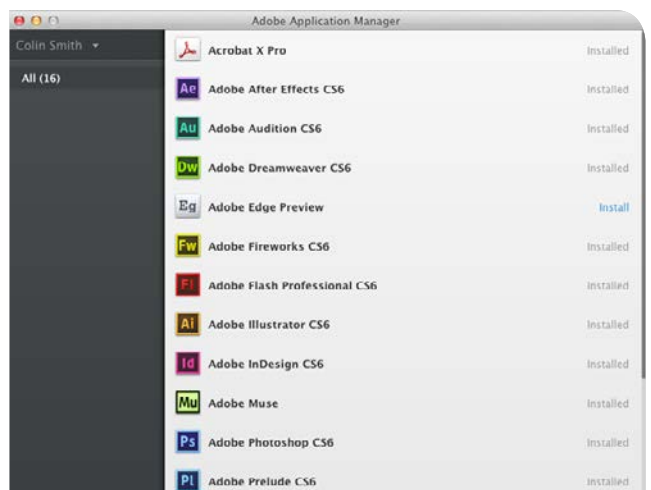 Adobe Application Manager
Colin Smith
All (16)
Acrobat X Pro Installed
Ae Adobe After Effects CS6 Installed
Au Adobe Audition CS6 Installed
Dw Adobe Dreamweaver CS6 Installed
Eg Adobe Edge Preview Install
Fw Adobe Fireworks CS6 Installed
Fl Adobe Flash Professional CS6 Installed
Ai Adobe Illustrator CS6 Installed
Id Adobe InDesign CS6 Installed
Mu Adobe Muse Installed
Ps Adobe Photoshop CS6 Installed
Pl Adobe Prelude CS6 Installed